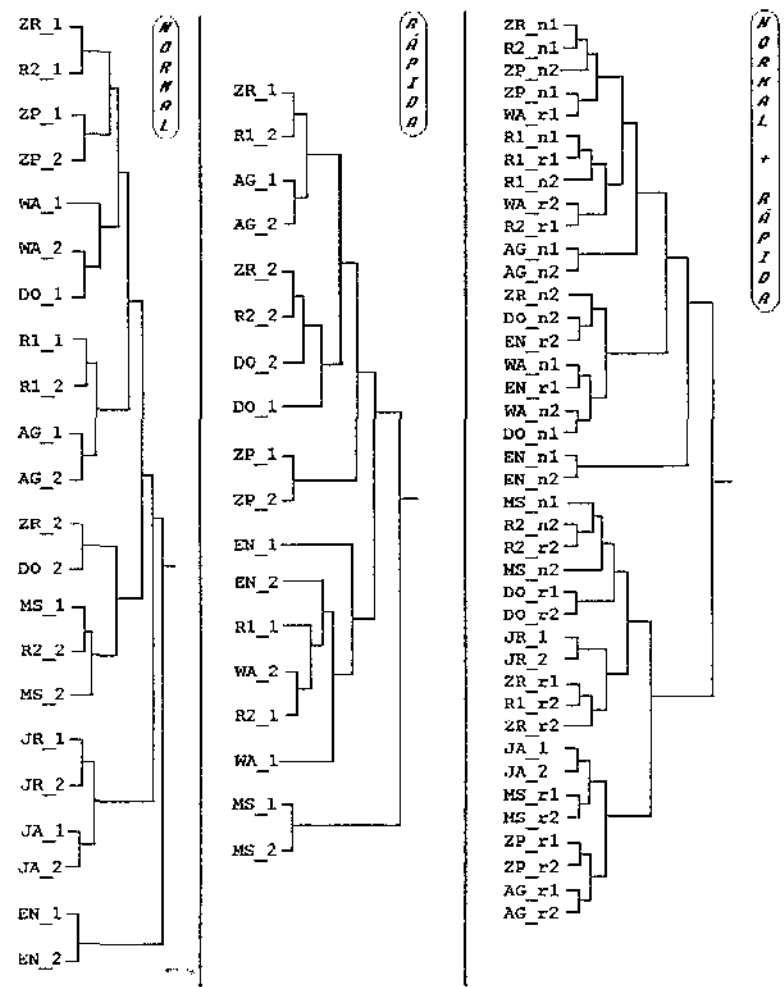 NORMAL
ZR_1
R2_1
ZP_1
ZP_2
WA_1
WA_2
DO_1
R1_1
R1_2
AG_1
AG_2
ZR_2
DO_2
MS_1
R2_2
MS_2
JR_1
JR_2
JA_1
JA_2
EN_1
EN_2
RÁPIDA
ZR_1
R1_2
AG_1
AG_2
ZR_2
R2_2
DO_2
DO_1
ZP_1
ZP_2
EN_1
EN_2
R1_1
WA_2
R2_1
WA_1
MS_1
MS_2
NORMAL + RÁPIDA
ZR_n1
R2_n1
ZP_n2
ZP_n1
WA_r1
R1_n1
R1_r1
R1_n2
WA_r2
R2_r1
AG_n1
AG_n2
ZR_n2
DO_n2
EN_r2
WA_n1
EN_r1
WA_n2
DO_n1
EN_n1
EN_n2
MS_n1
R2_n2
R2_r2
MS_n2
DO_r1
DO_r2
JR_1
JR_2
ZR_r1
R1_r2
ZR_r2
JA_1
JA_2
MS_r1
MS_r2
ZP_r1
ZP_r2
AG_r1
AG_r2